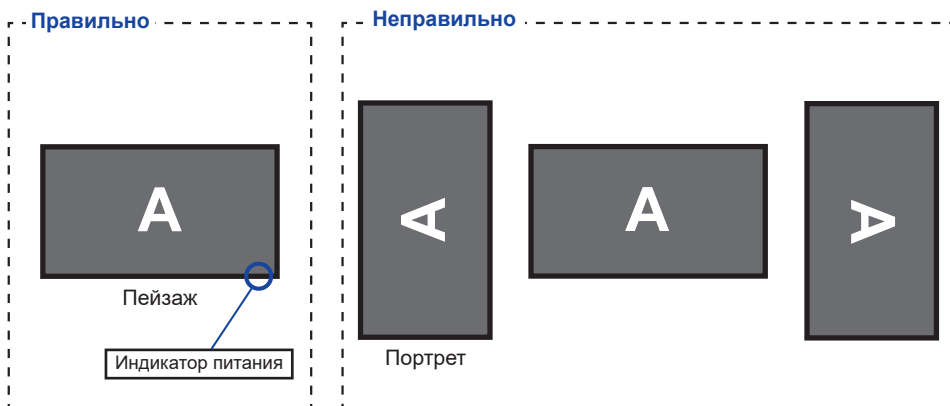 Правильно
Неправильно
A
A
A
A
Пейзаж
Индикатор питания
Портрет